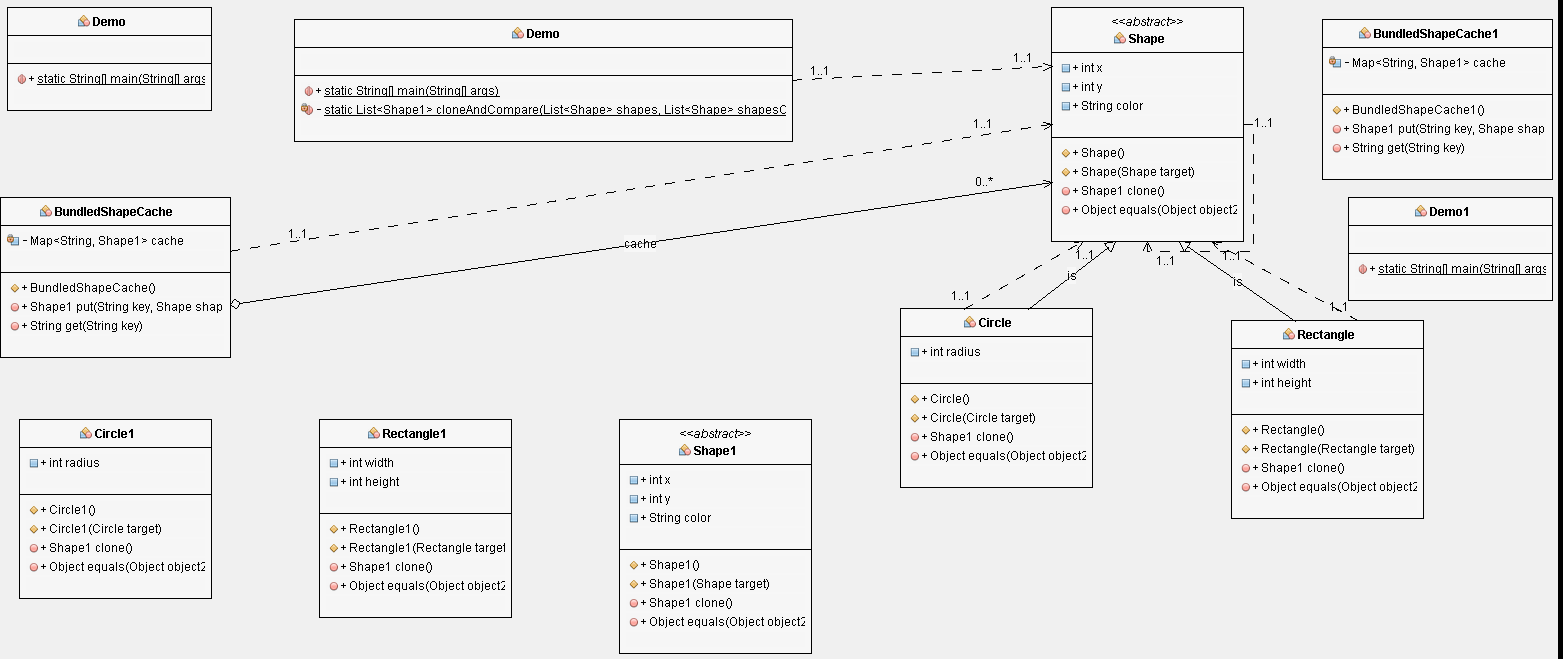 Demo
+ static String[] main(String[] args
Demo
+ static String[] main(String[] args)
- static List<Shape1> cloneAndCompare(List<Shape> shapes, List<Shape> shapesC
1..1
1..1
<<abstract>>
Shape
+ int x
+ int y
+ String color
+ Shape()
+ Shape(Shape target)
+ Shape1 clone()
+ Object equals(Object object2
1..1
BundledShapeCache1
- Map<String, Shape1> cache
+ BundledShapeCache1()
+ Shape1 put(String key, Shape shap
+ String get(String key)
1..1
0..*
cache
1..1
BundledShapeCache
- Map<String, Shape1> cache
+ BundledShapeCache()
+ Shape1 put(String key, Shape shap
+ String get(String key)
Demo1
+ static String[] main(String[] args
1..1
1..1
1..1
is
is
1..1
1..1
Circle
+ int radius
+ Circle()
+ Circle(Circle target)
+ Shape1 clone()
+ Object equals(Object object2
Rectangle
+ int width
+ int height
+ Rectangle()
+ Rectangle(Rectangle target)
+ Shape1 clone()
+ Object equals(Object object2
Circle1
+ int radius
+ Circle1()
+ Circle1(Circle target)
+ Shape1 clone()
+ Object equals(Object object2
Rectangle1
+ int width
+ int height
+ Rectangle1()
+ Rectangle1(Rectangle target
+ Shape1 clone()
+ Object equals(Object object2
<<abstract>>
Shape1
+ int x
+ int y
+ String color
+ Shape1()
+ Shape1(Shape target)
+ Shape1 clone()
+ Object equals(Object object2